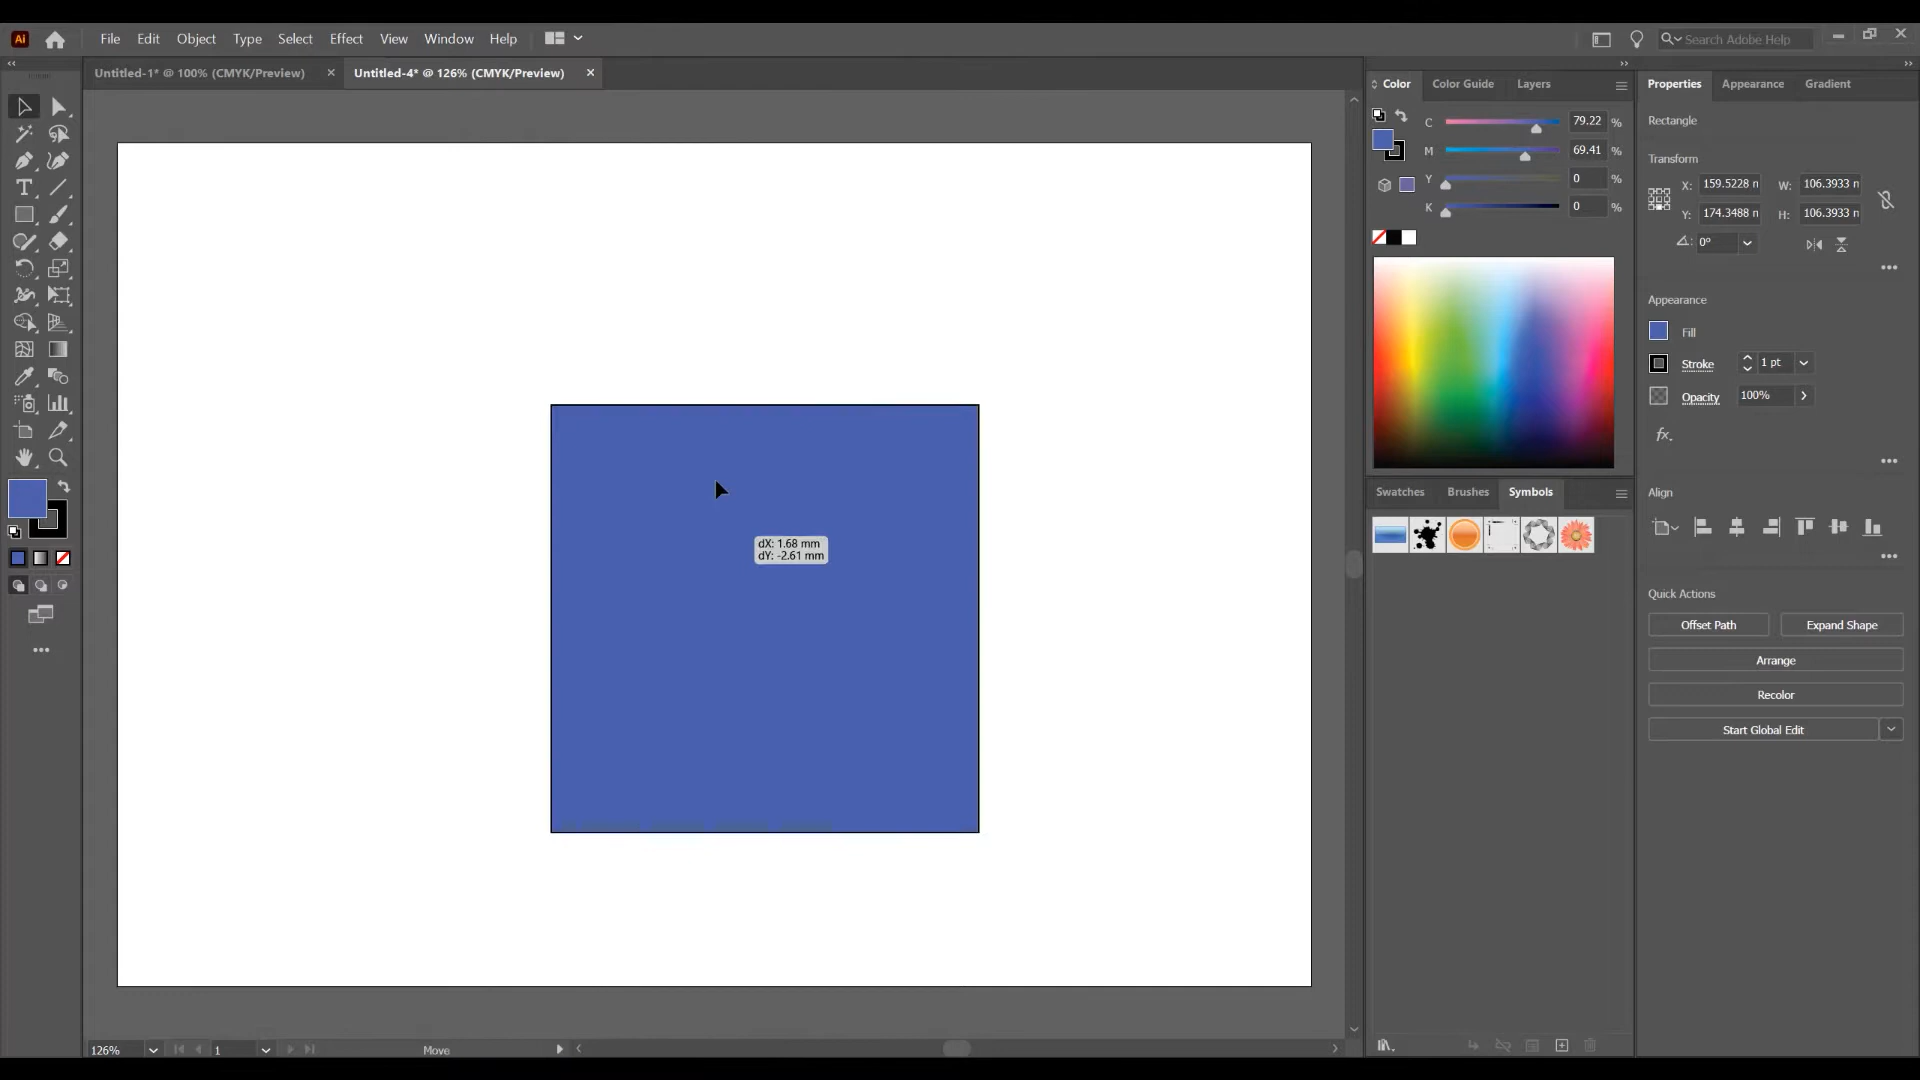 Ai File Edit Object Type Select Effect View Window Help Search Adobe Help
Untitled-1* @ 100% (CMYK/Preview) × Untitled-4* @ 126% (CMYK/Preview) ×
Color Color Guide Layers
C 79.22 %
M 69.41 %
Y 0 %
K 0 %
Swatches Brushes Symbols
Properties Appearance Gradient
Rectangle
Transform
X: 159.5228 W: 106.3933
Y: 174.3488 H: 106.3933
0°
Appearance
Fill
Stroke 1 pt
Opacity 100%
fx.
Align
Quick Actions
Offset Path Expand Shape
Arrange
Recolor
Start Global Edit
dX: 1.68 mm
dY: -2.61 mm
126% 1 Move